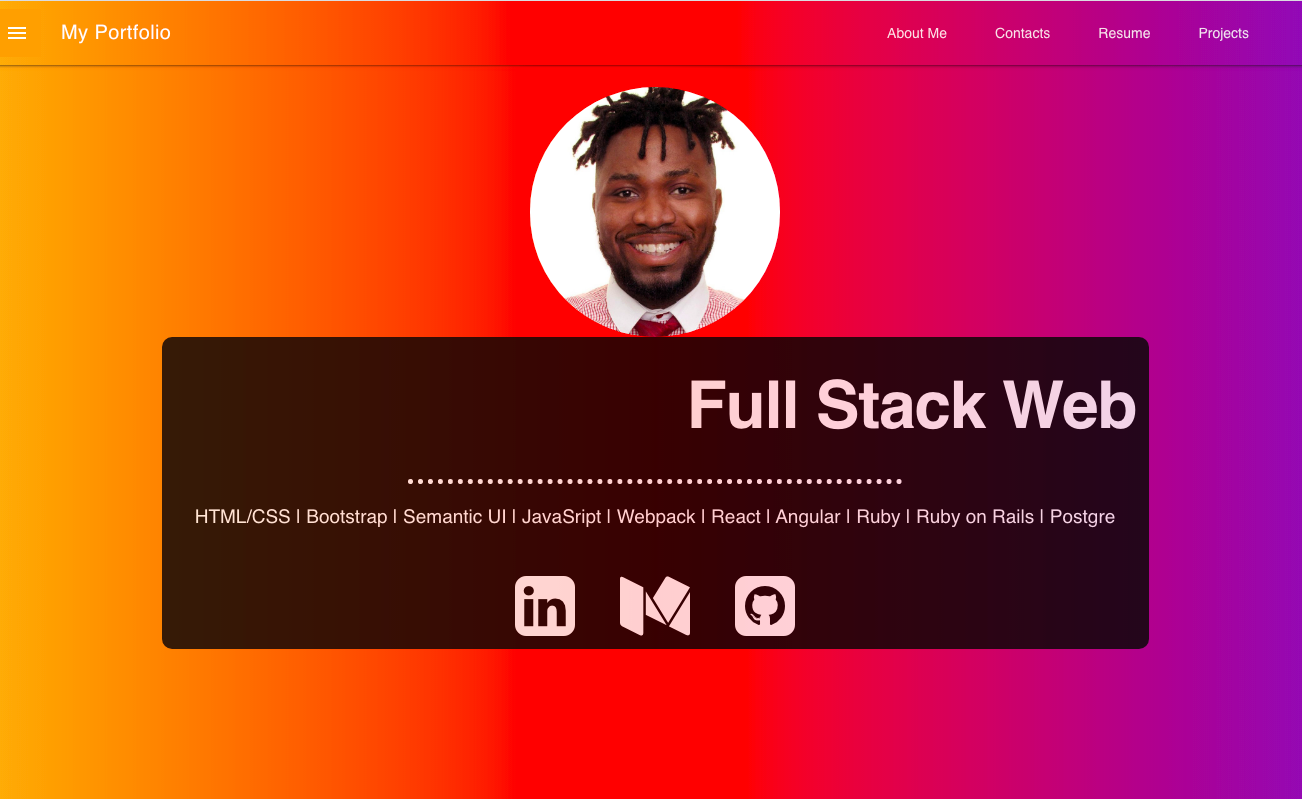 My Portfolio
About Me Contacts Resume Projects
Full Stack Web
HTML/CSS | Bootstrap | Semantic UI | JavaSript | Webpack | React | Angular | Ruby | Ruby on Rails | Postgre
in